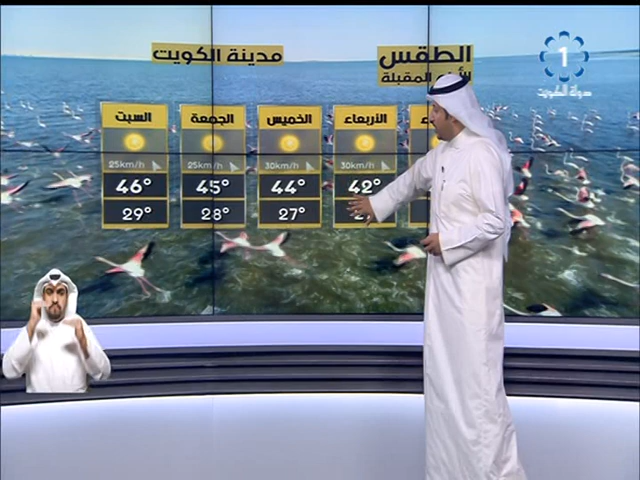 1
دولة الكويت
الطقس
المقبلة
مدينة الكويت
الأربعاء
الخميس
الجمعة
السبت
30km/h
30km/h
25km/h
25km/h
42°
44°
45°
46°
27°
28°
29°